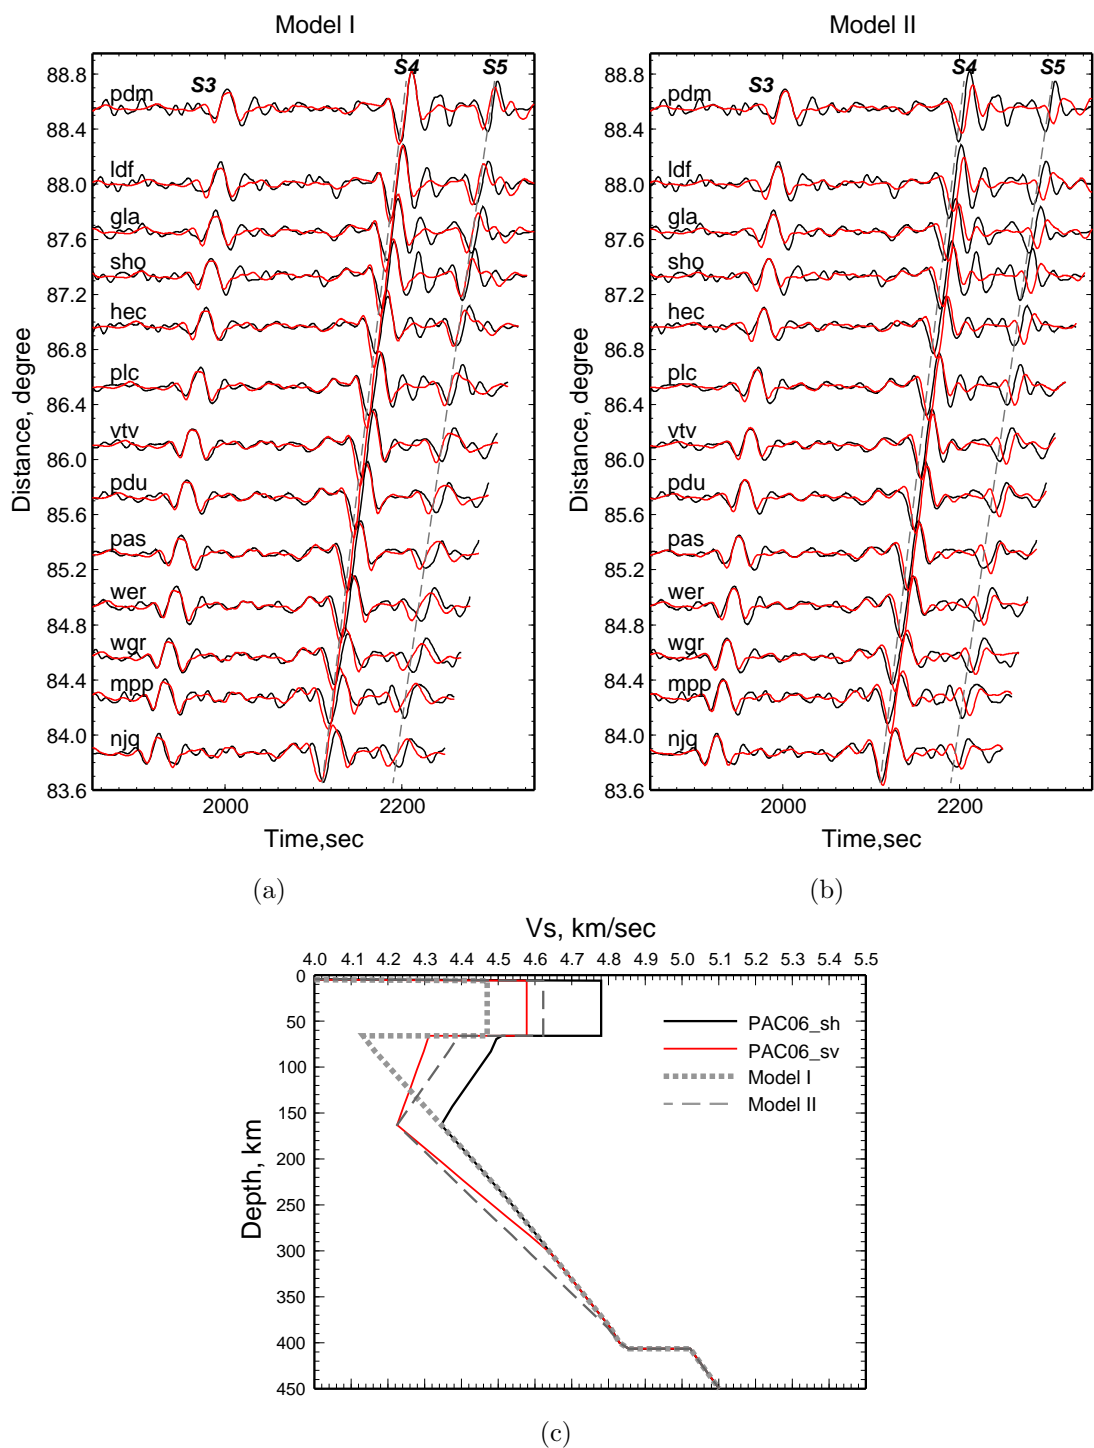 Model I
Model II
S3 S4 S5
S3 S4 S5
88.8
88.4
88.0
87.6
87.2
86.8
86.4
86.0
85.6
85.2
84.8
84.4
84.0
83.6
pdm
ldf
gla
sho
hec
plc
vtv
pdu
pas
wer
wgr
mpp
njq
Distance, degree
2000 2200
Time,sec
(a)
88.8
88.4
88.0
87.6
87.2
86.8
86.4
86.0
85.6
85.2
84.8
84.4
84.0
83.6
pdm
ldf
gla
sho
hec
plc
vtv
pdu
pas
wer
wgr
mpp
njq
Distance, degree
2000 2200
Time,sec
(b)
Vs, km/sec
4.0 4.1 4.2 4.3 4.4 4.5 4.6 4.7 4.8 4.9 5.0 5.1 5.2 5.3 5.4 5.5
0
50
100
150
200
250
300
350
400
450
Depth, km
PAC06_sh
PAC06_sv
Model I
Model II
(c)